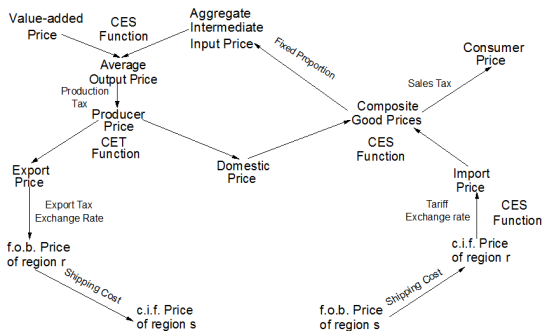 Value-added
Price
CES
Function
Aggregate
Intermediate
Input Price
Fixed Proportion
Consumer
Price
Average
Output Price
Sales Tax
Production
Tax
Producer
Price
Composite
Good Prices
CET
Function
CES
Function
Export
Price
Domestic
Price
Import
Price
Export Tax
Exchange Rate
Tariff
Exchange rate
CES
Function
f.o.b. Price
of region r
c.i.f. Price
of region r
Shipping Cost
Shipping Cost
c.i.f. Price
of region s
f.o.b. Price
of region s